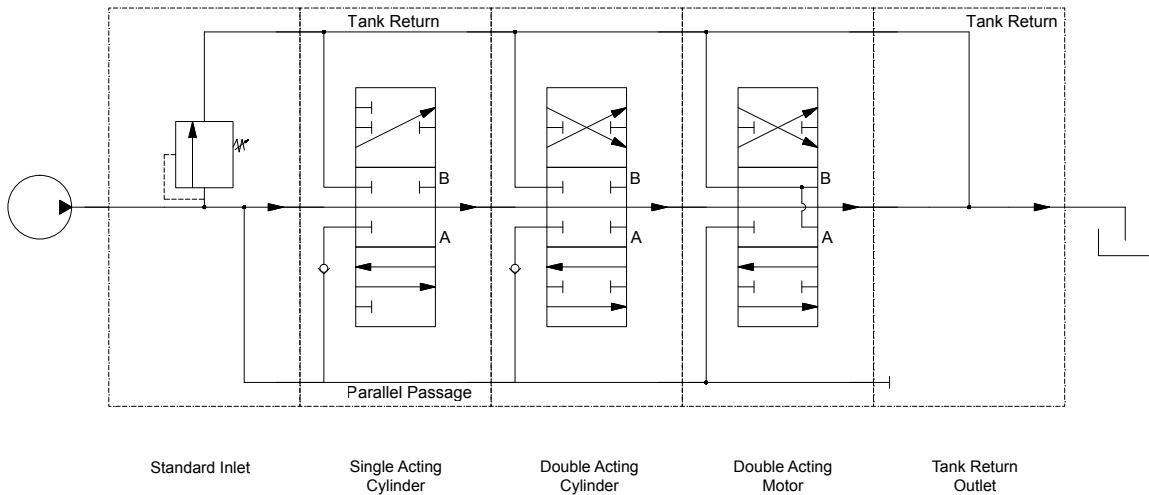 Tank Return
Tank Return
B
B
B
A
A
A
Parallel Passage
Standard Inlet
Single Acting
Cylinder
Double Acting
Cylinder
Double Acting
Motor
Tank Return
Outlet